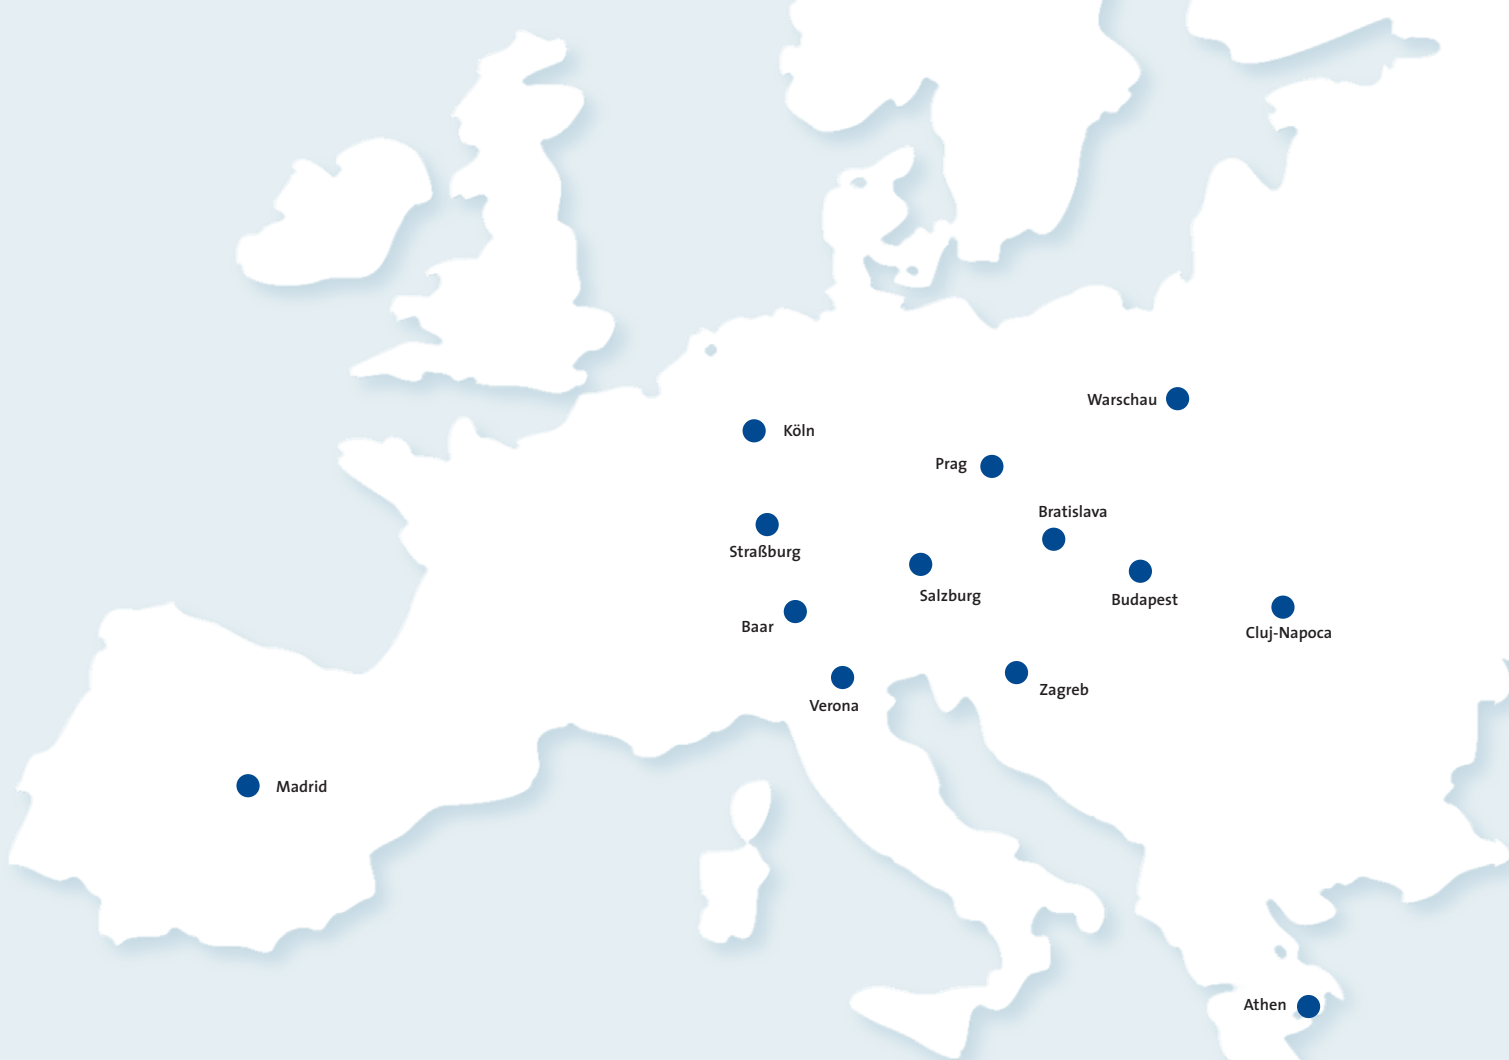 Warschau
Köln
Prag
Bratislava
Straßburg
Salzburg
Budapest
Baar
Cluj-Napoca
Zagreb
Verona
Madrid
Athen